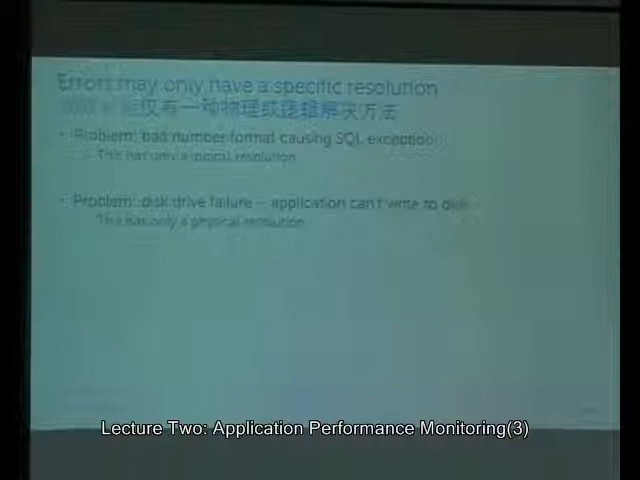 Errors may only have a specific resolution
仅有一种物理或逻辑解决方法
Problem: bad number format causing SQL exception
This has only a logical resolution
Problem: disk drive failure – application can't write to disk
This has only a physical resolution
Lecture Two: Application Performance Monitoring(3)